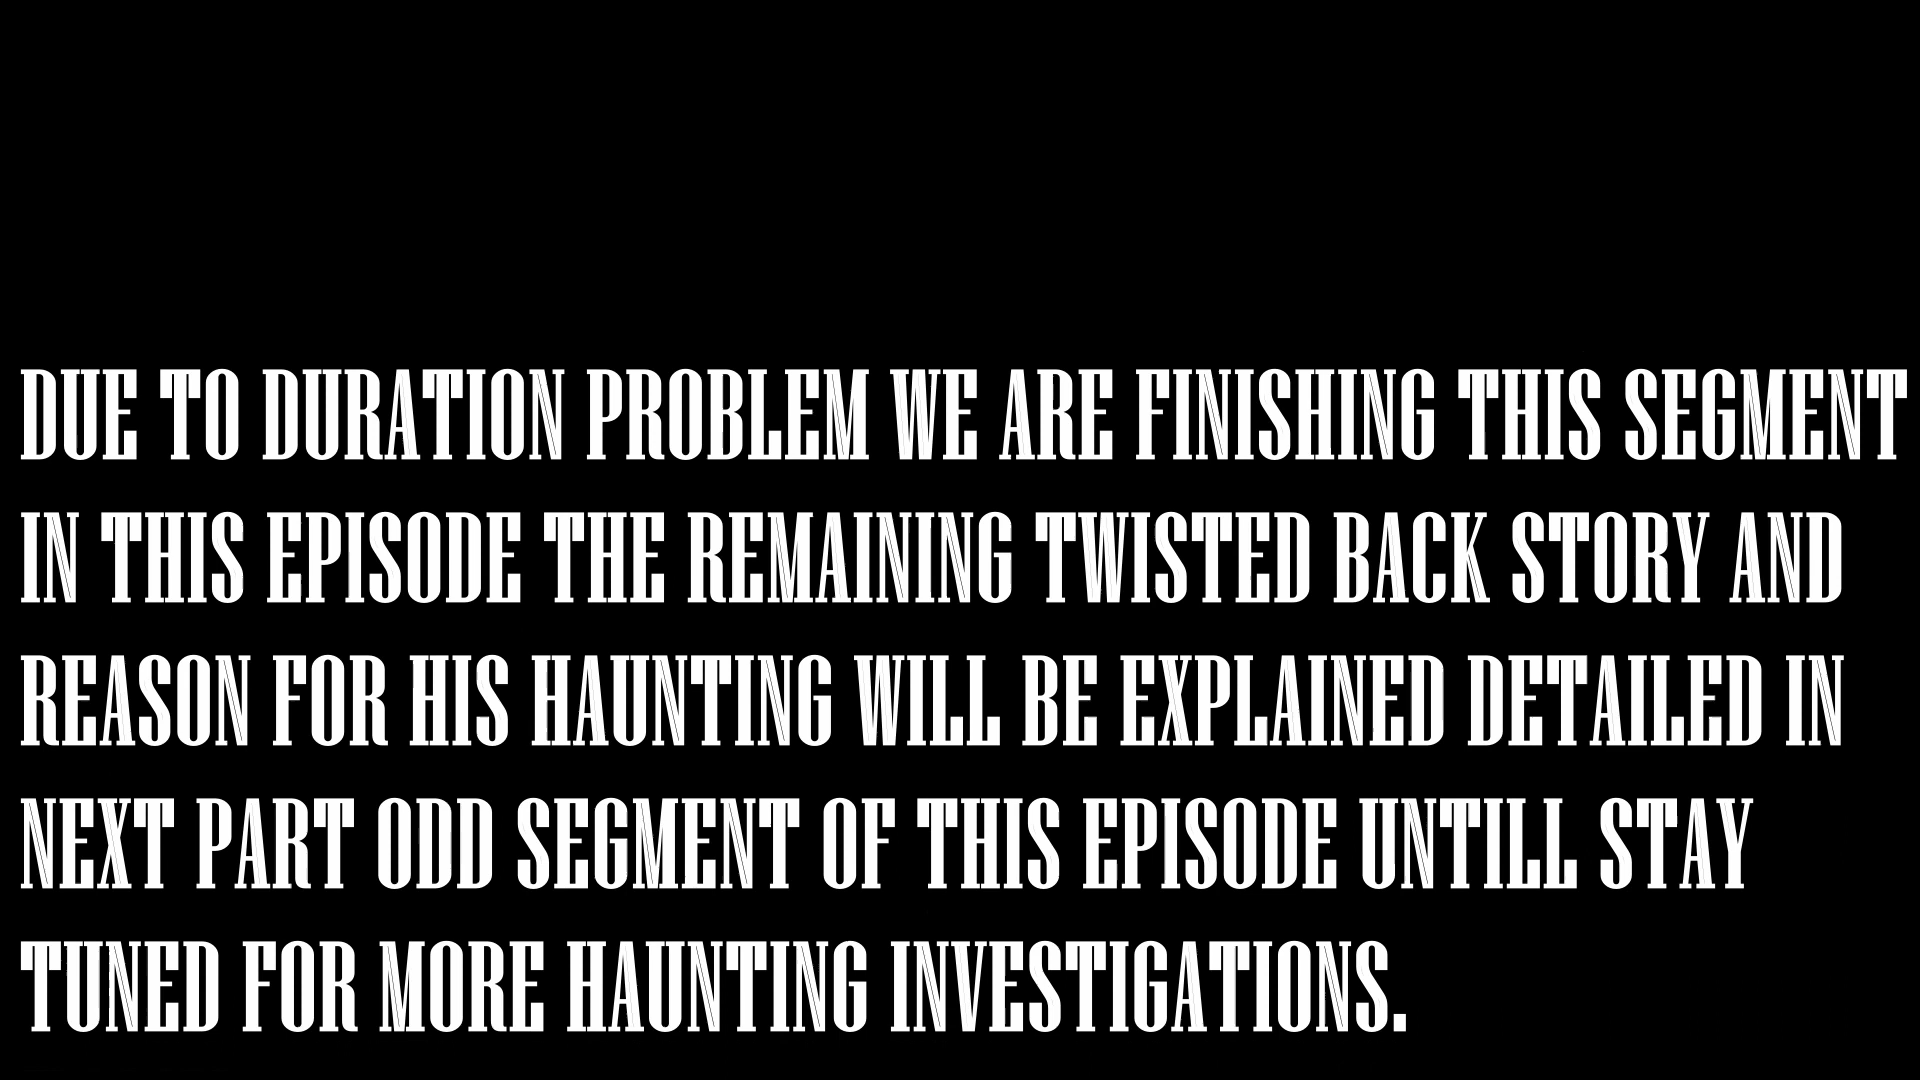 DUE TO DURATION PROBLEM WE ARE FINISHING THIS SEGMENT
IN THIS EPISODE THE REMAINING TWISTED BACK STORY AND
REASON FOR HIS HAUNTING WILL BE EXPLAINED DETAILED IN
NEXT PART ODD SEGMENT OF THIS EPISODE UNTILL STAY
TUNED FOR MORE HAUNTING INVESTIGATIONS.